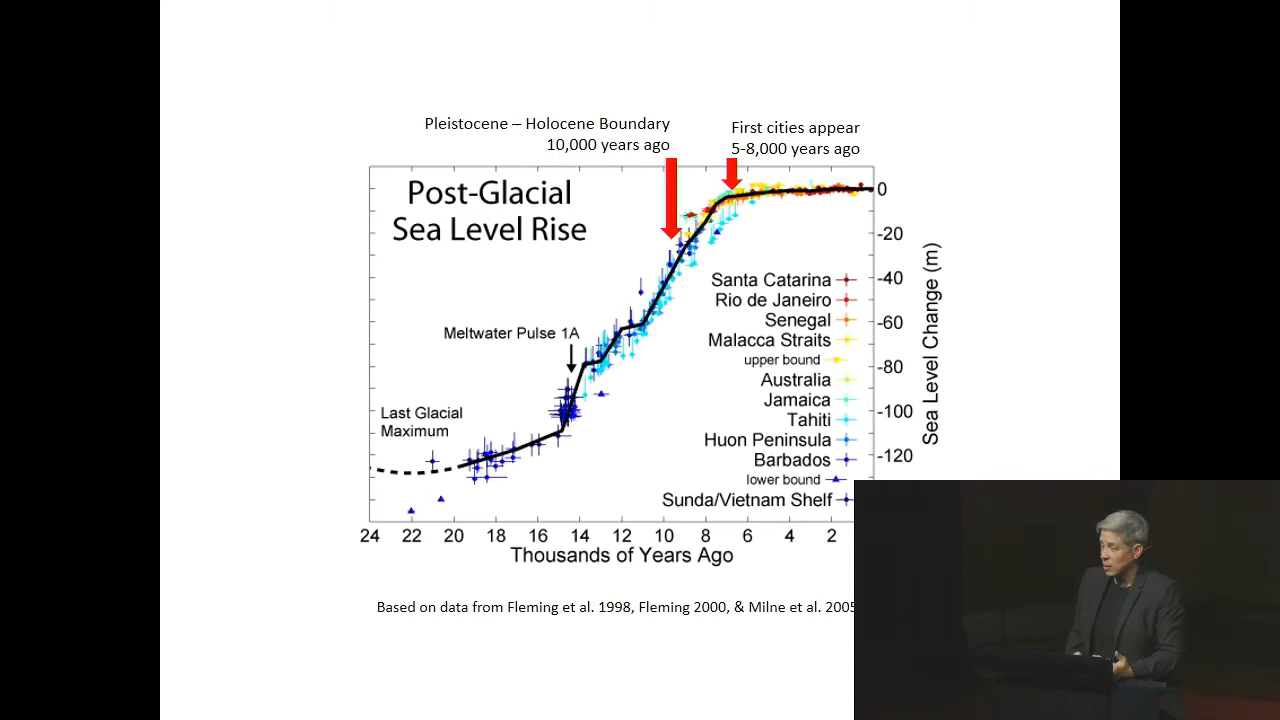 Pleistocene – Holocene Boundary
10,000 years ago
First cities appear
5-8,000 years ago
Post-Glacial
Sea Level Rise
Meltwater Pulse 1A
Last Glacial
Maximum
Santa Catarina
Rio de Janeiro
Senegal
Malacca Straits
upper bound
Australia
Jamaica
Tahiti
Huon Peninsula
Barbados
lower bound
Sunda/Vietnam Shelf
0
-20
-40
-60
-80
-100
-120
Sea Level Change (m)
24 22 20 18 16 14 12 10 8 6 4 2
Thousands of Years Ago
Based on data from Fleming et al. 1998, Fleming 2000, & Milne et al. 2005